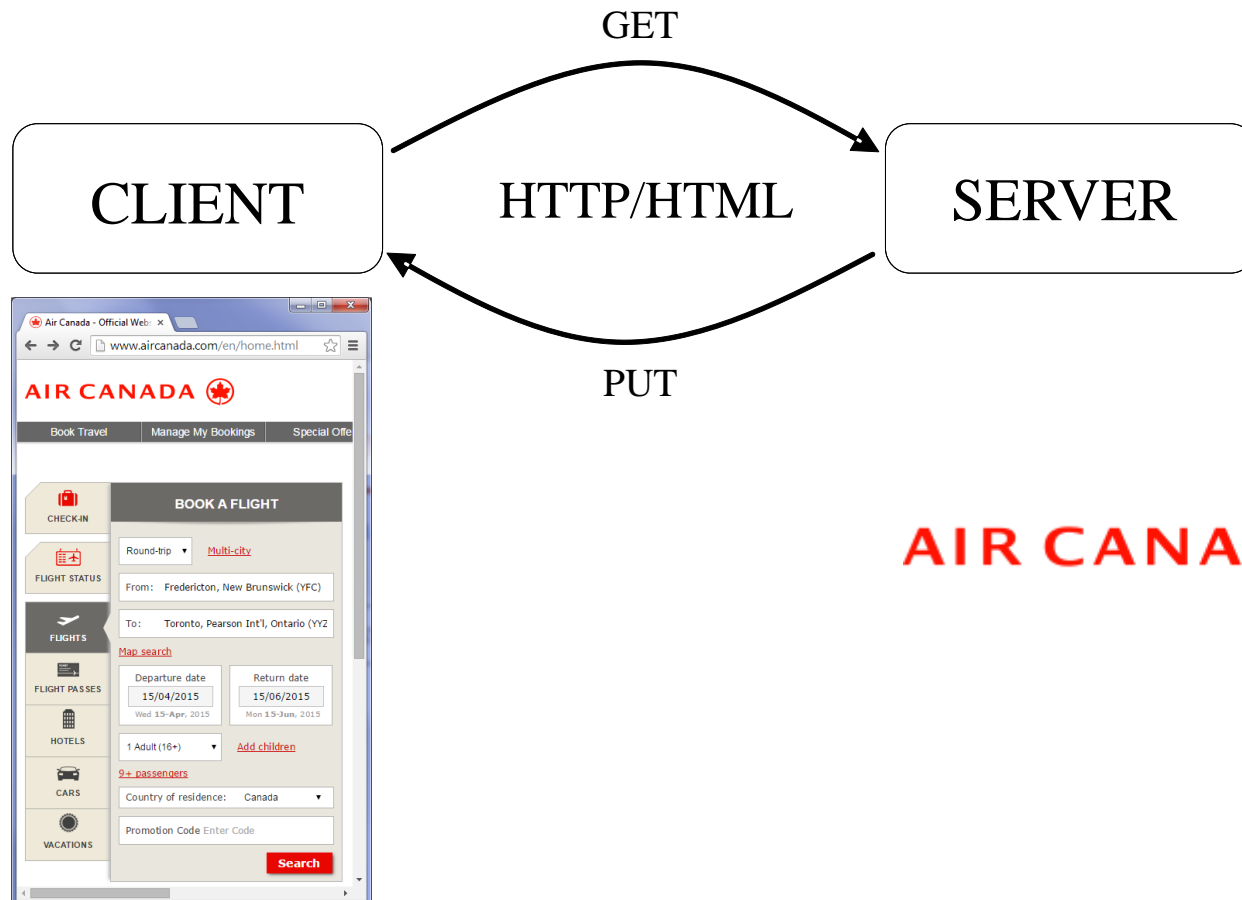 GET
CLIENT
HTTP/HTML
SERVER
PUT
Air Canada - Official Webs
www.aircanada.com/en/home.html
AIR CANADA
Book Travel Manage My Bookings Special Offe
CHECK-IN
BOOK A FLIGHT
Round-trip Multi-city
FLIGHT STATUS
From: Fredericton, New Brunswick (YFC)
To: Toronto, Pearson Int'l, Ontario (YYZ
FLIGHTS
Map search
Departure date Return date
FLIGHT PASSES
15/04/2015 15/06/2015
Wed 15-Apr, 2015 Mon 15-Jun, 2015
HOTELS
1 Adult (16+) Add children
9+ passengers
CARS
Country of residence: Canada
Promotion Code Enter Code
VACATIONS
Search
AIR CANA